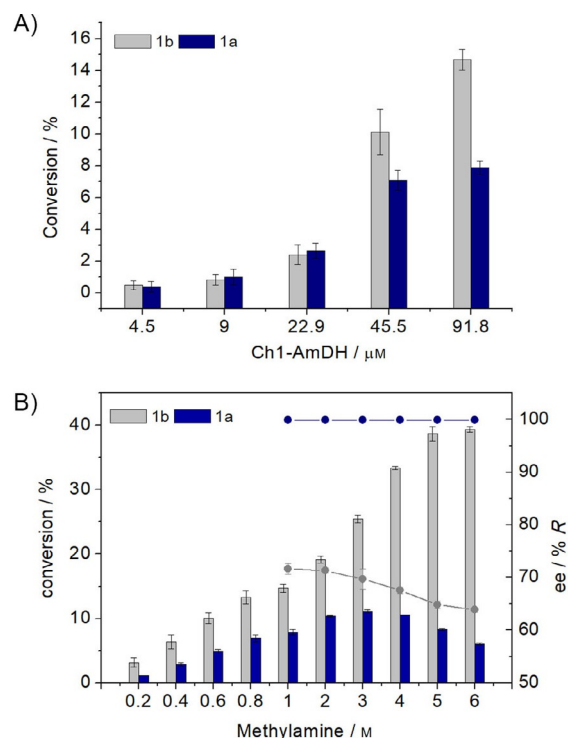 A)
1b 1a
16
14
12
10
8
6
4
2
0
Conversion / %
4.5 9 22.9 45.5 91.8
Ch1-AmDH / μM
B)
1b 1a
40
30
20
10
0
conversion / %
100
90
80
70
60
50
ee / % R
0.2 0.4 0.6 0.8 1 2 3 4 5 6
Methylamine / M